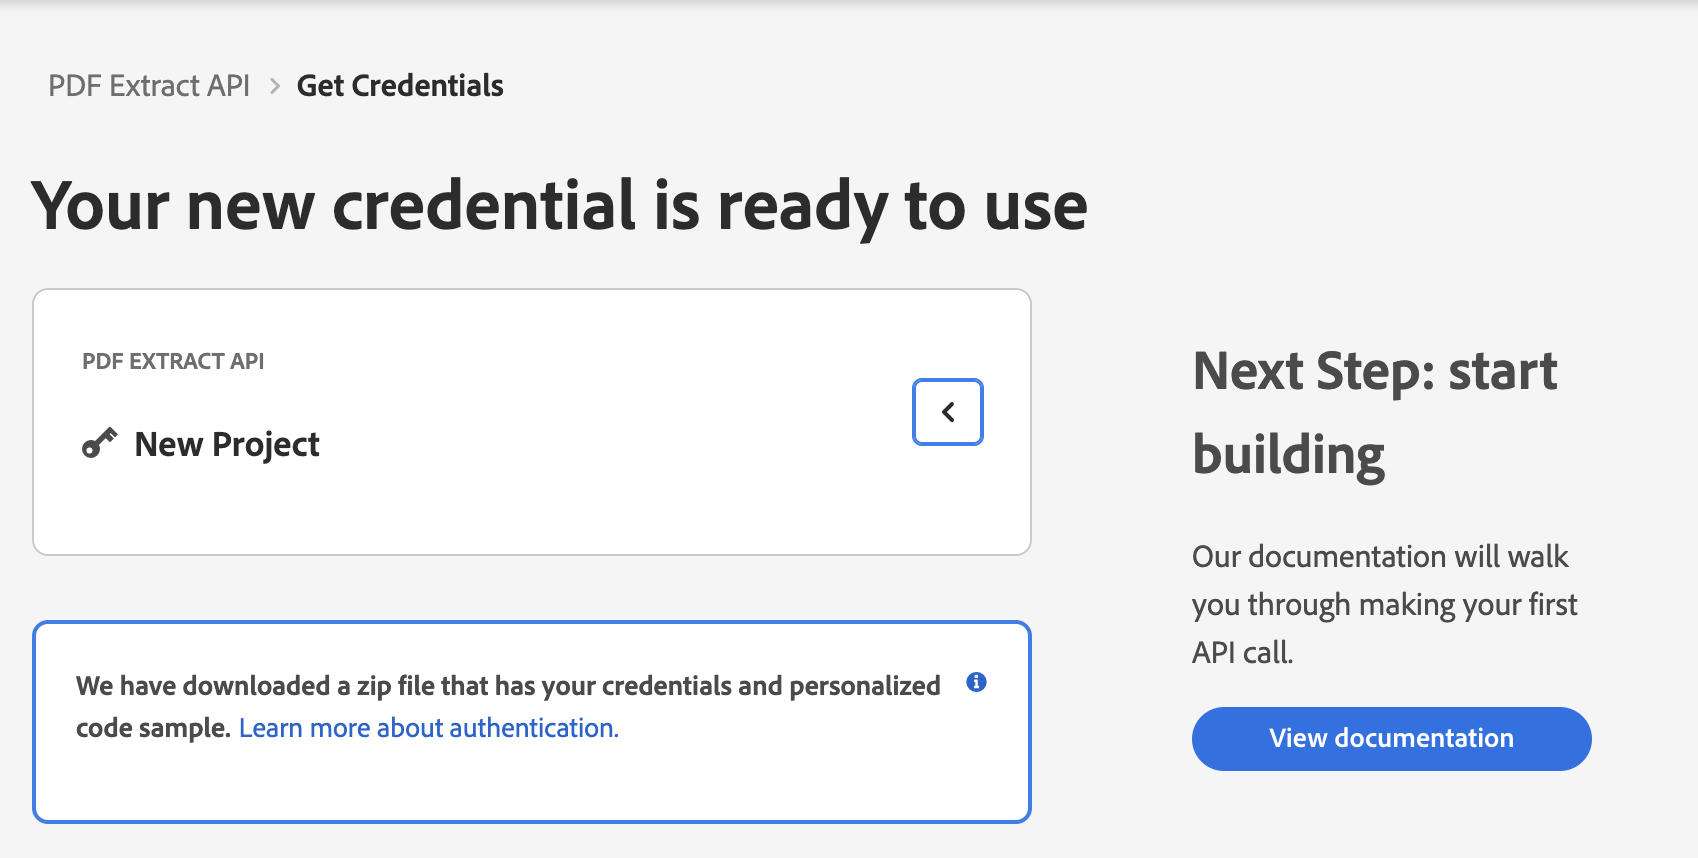 PDF Extract API > Get Credentials
Your new credential is ready to use
PDF EXTRACT API
New Project
We have downloaded a zip file that has your credentials and personalized
code sample. Learn more about authentication.
Next Step: start
building
Our documentation will walk
you through making your first
API call.
View documentation